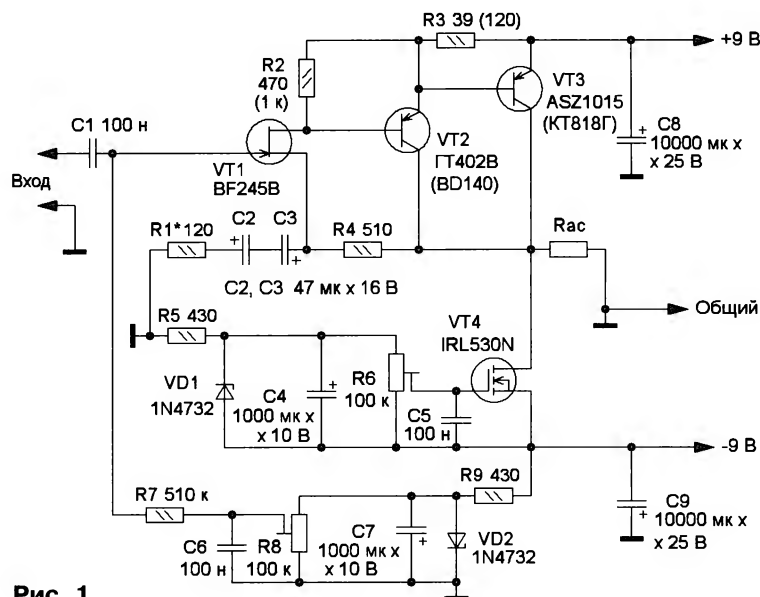 R3 39 (120)
+9 В
R2
470
(1 к)
VT3
ASZ1015
(КТ818Г)
C1 100 н
VT2
ГТ402В
(BD140)
C8
10000 мк х
х 25 В
Вход
VT1
BF245B
R1*120
C2
C3
R4 510
Rac
C2, C3 47 мк х 16 В
Общий
R5 430
VT4
IRL530N
VD1
1N4732
C4
1000 мк х
х 10 В
R6
100 к
C5
100 н
-9 В
R7 510 к
R9 430
C9
10000 мк х
х 25 В
C6
100 н
R8
100 к
C7
1000 мк х
х 10 В
VD2
1N4732
Рис. 1